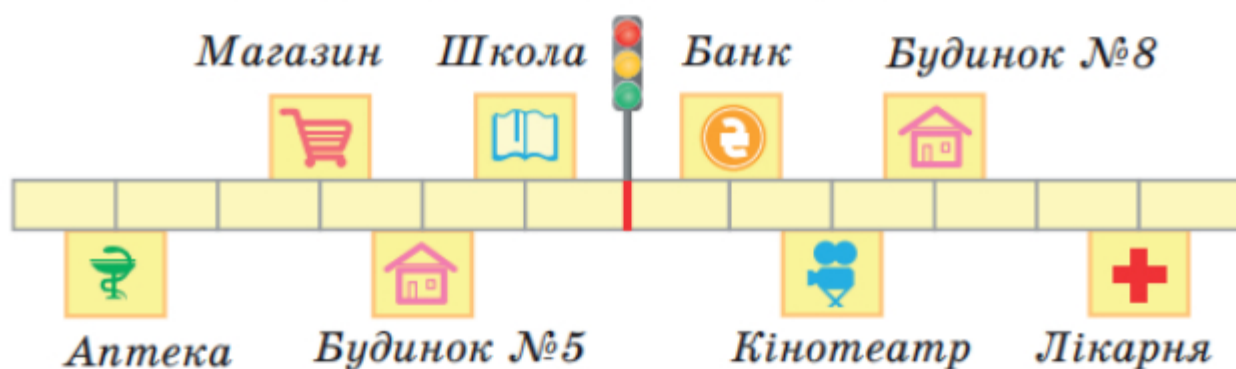 Магазин Школа Банк Будинок №8
Аптека Будинок №5 Кінотеатр Лікарня